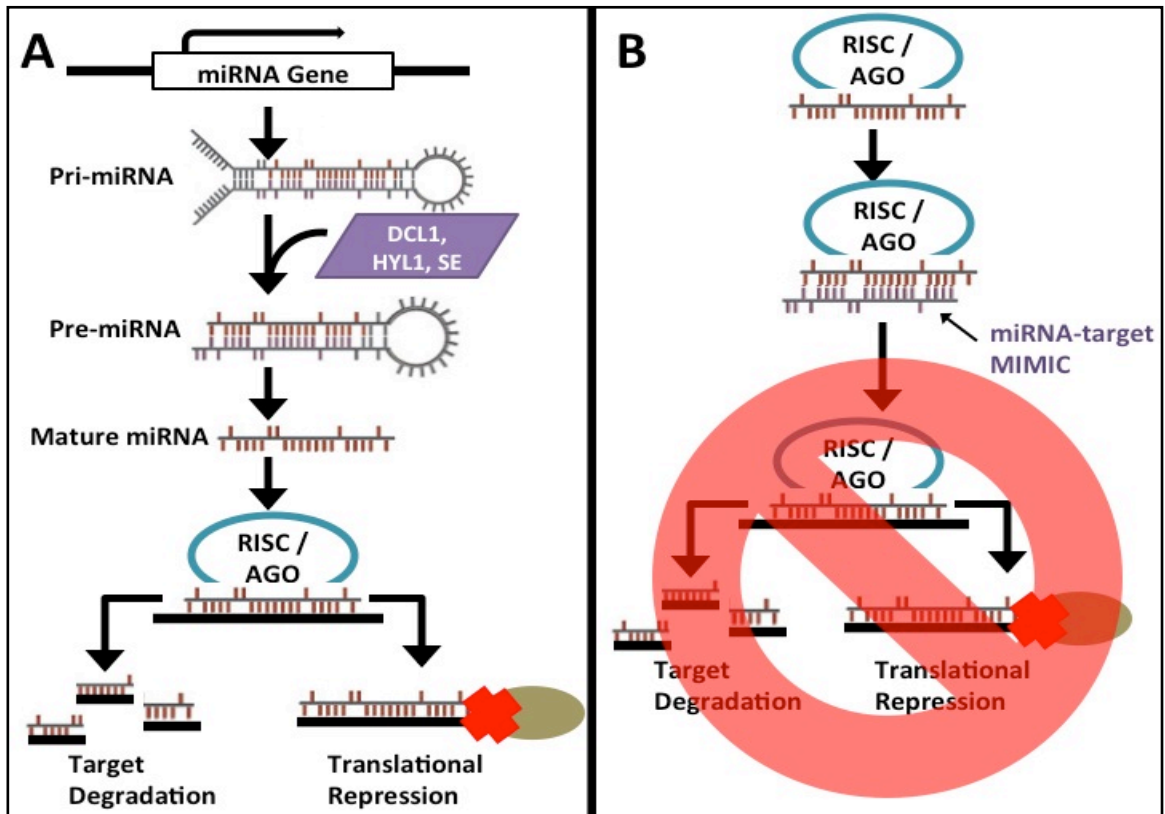 A
miRNA Gene
Pri-miRNA
DCL1,
HYL1, SE
Pre-miRNA
Mature miRNA
RISC /
AGO
Target
Degradation
Translational
Repression
B
RISC /
AGO
RISC /
AGO
miRNA-target
MIMIC
RISC /
AGO
Target
Degradation
Translational
Repression